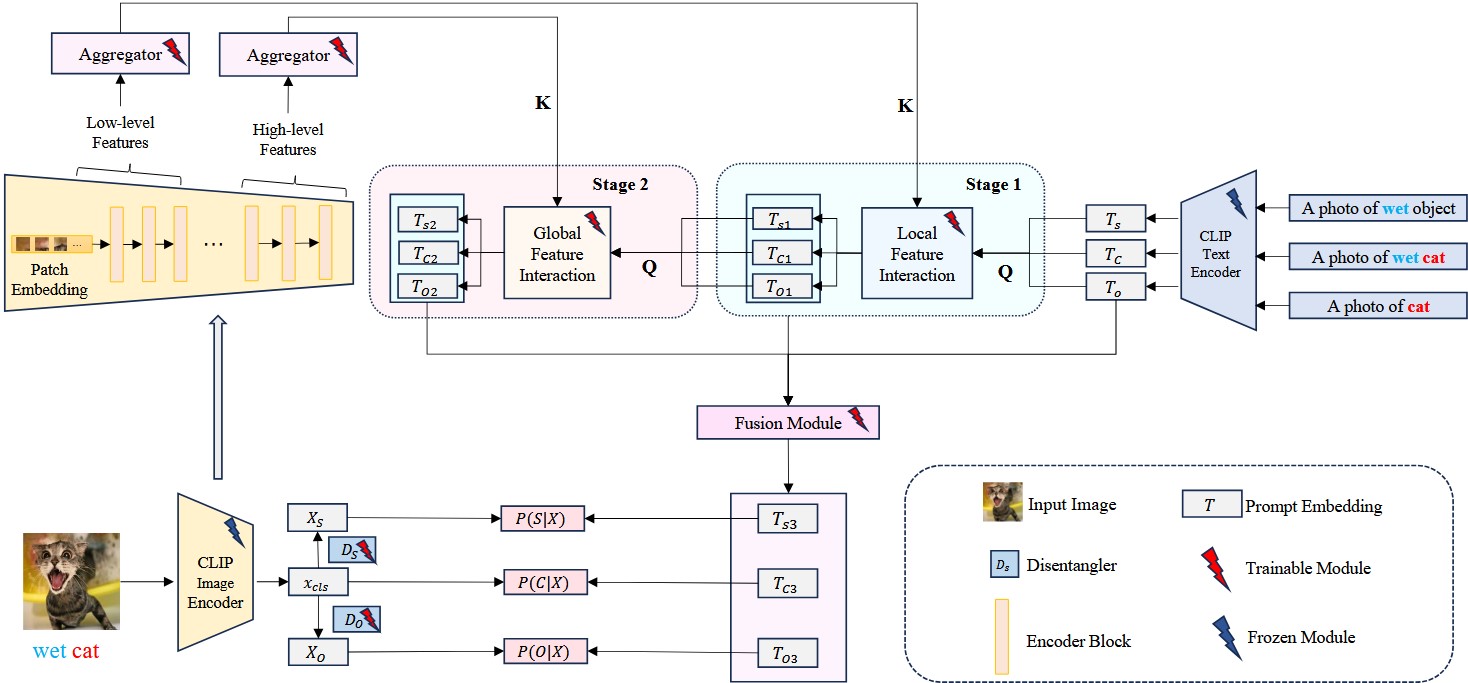 Aggregator
Aggregator
K
K
Low-level
Features
High-level
Features
Stage 2
Stage 1
T_{s2}
T_{C2}
T_{O2}
Global
Feature
Interaction
Q
T_{s1}
T_{C1}
T_{O1}
Local
Feature
Interaction
Q
T_s
T_C
T_o
CLIP
Text
Encoder
A photo of wet object
A photo of wet cat
A photo of cat
...
...
Patch
Embedding
Fusion Module
CLIP
Image
Encoder
wet cat
X_S
D_S
x_{cls}
D_O
X_O
P(S|X)
P(C|X)
P(O|X)
T_{s3}
T_{C3}
T_{O3}
Input Image
T
Prompt Embedding
D_s
Disentangler
Trainable Module
Encoder Block
Frozen Module